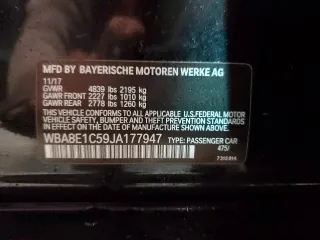 MFD BY BAYERISCHE MOTOREN WERKE AG
11/17
GVWR 4839 lbs 2195 kg
GAWR FRONT 2227 lbs 1010 kg
GAWR REAR 2778 lbs 1260 kg
THIS VEHICLE CONFORMS TO ALL APPLICABLE U.S. FEDERAL MOTOR
VEHICLE SAFETY, BUMPER, AND THEFT PREVENTION STANDARDS
IN EFFECT ON THE DATE OF MANUFACTURE SHOWN ABOVE.
WBA8E1C59JA177947 TYPE: PASSENGER CAR
475/